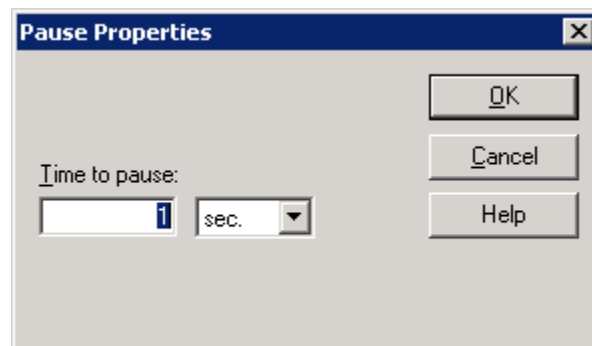 Pause Properties
OK
Cancel
Time to pause:
1 sec.
Help